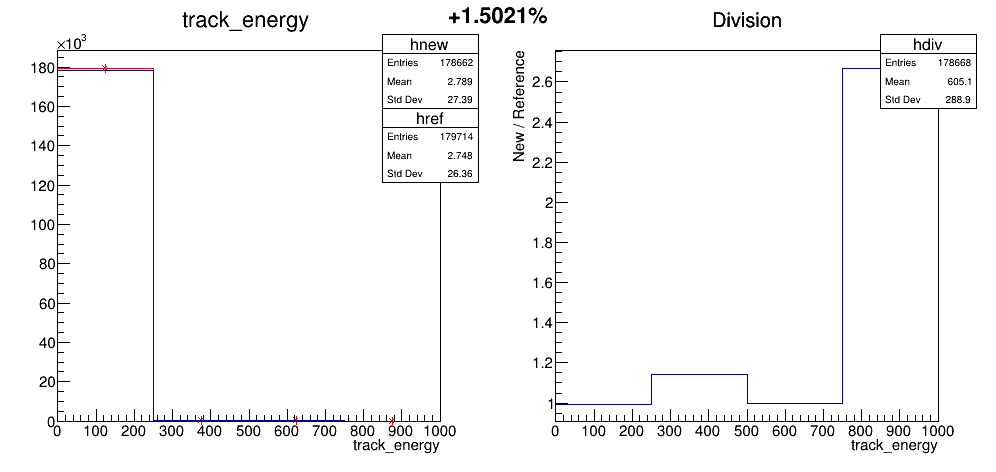 +1.5021%
track_energy
×10³
180
160
140
120
100
80
60
40
20
0
0 100 200 300 400 500 600 700 800 900 1000
track_energy
hnew
Entries 178662
Mean 2.789
Std Dev 27.39
href
Entries 179714
Mean 2.748
Std Dev 26.36
Division
New / Reference
2.6
2.4
2.2
2
1.8
1.6
1.4
1.2
1
0 100 200 300 400 500 600 700 800 900 1000
track_energy
hdiv
Entries 178668
Mean 605.1
Std Dev 288.9